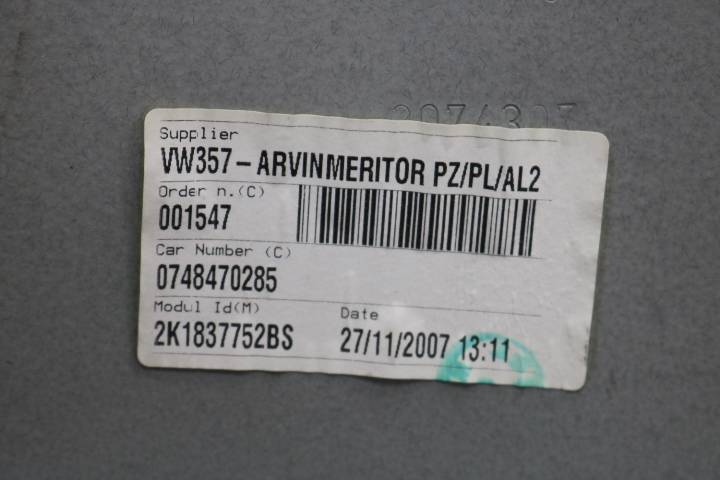 Supplier
VW357-ARVINMERITOR PZ/PL/AL2
Order n.(C)
001547
Car Number (C)
0748470285
Modul Id(M) Date
2K1837752BS 27/11/2007 13:11